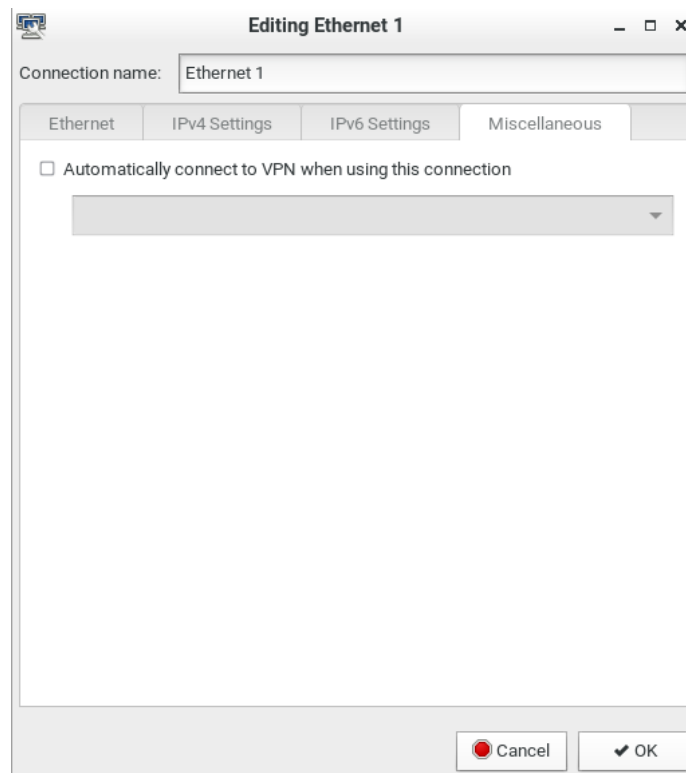 Editing Ethernet 1
Connection name: Ethernet 1
Ethernet IPv4 Settings IPv6 Settings Miscellaneous
Automatically connect to VPN when using this connection
Cancel OK